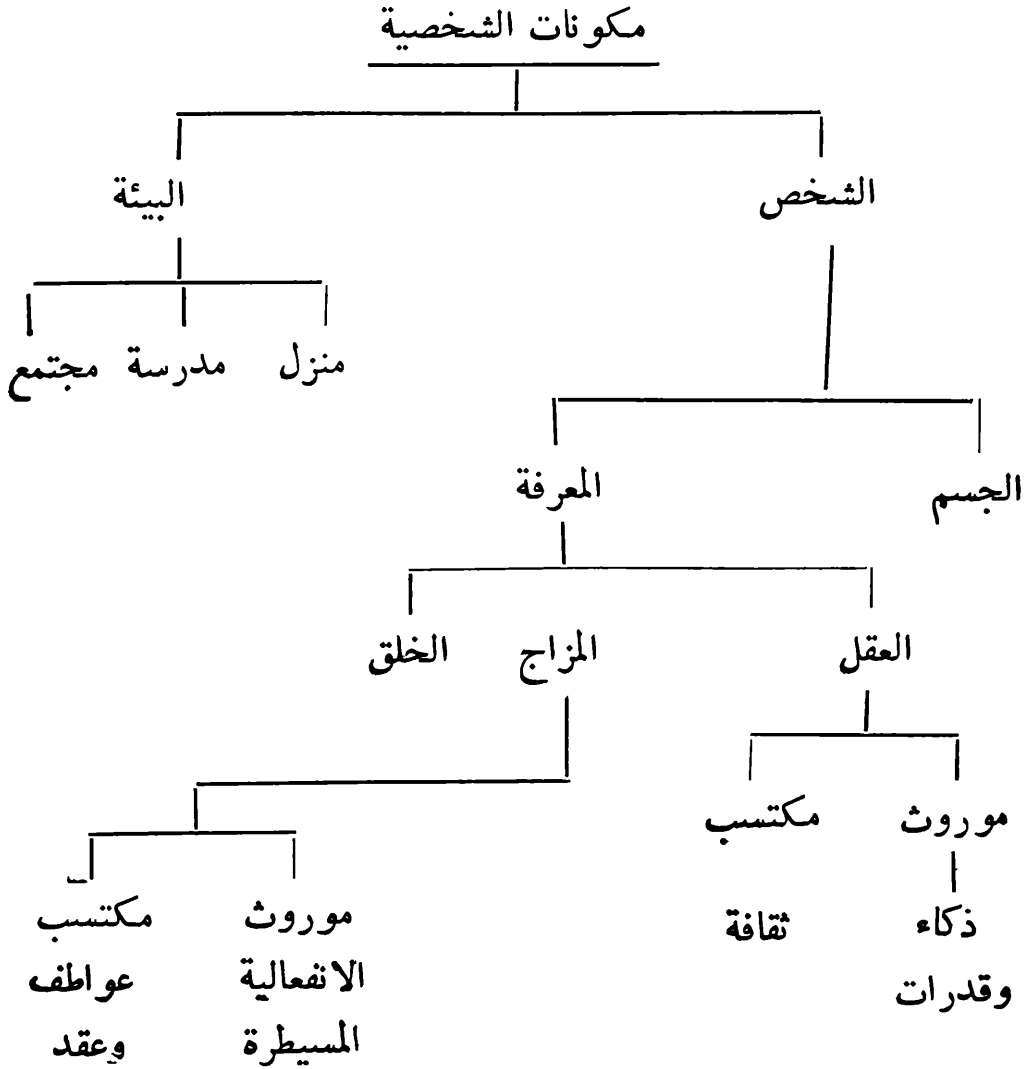 مكونات الشخصية
الشخص
البيئة
منزل
مدرسة
مجتمع
الجسم
المعرفة
العقل
المزاج
الخلق
موروث
مكتسب
ذكاء
وقدرات
ثقافة
موروث
الانفعالية
المسيطرة
مكتسب
عواطف
وعقد